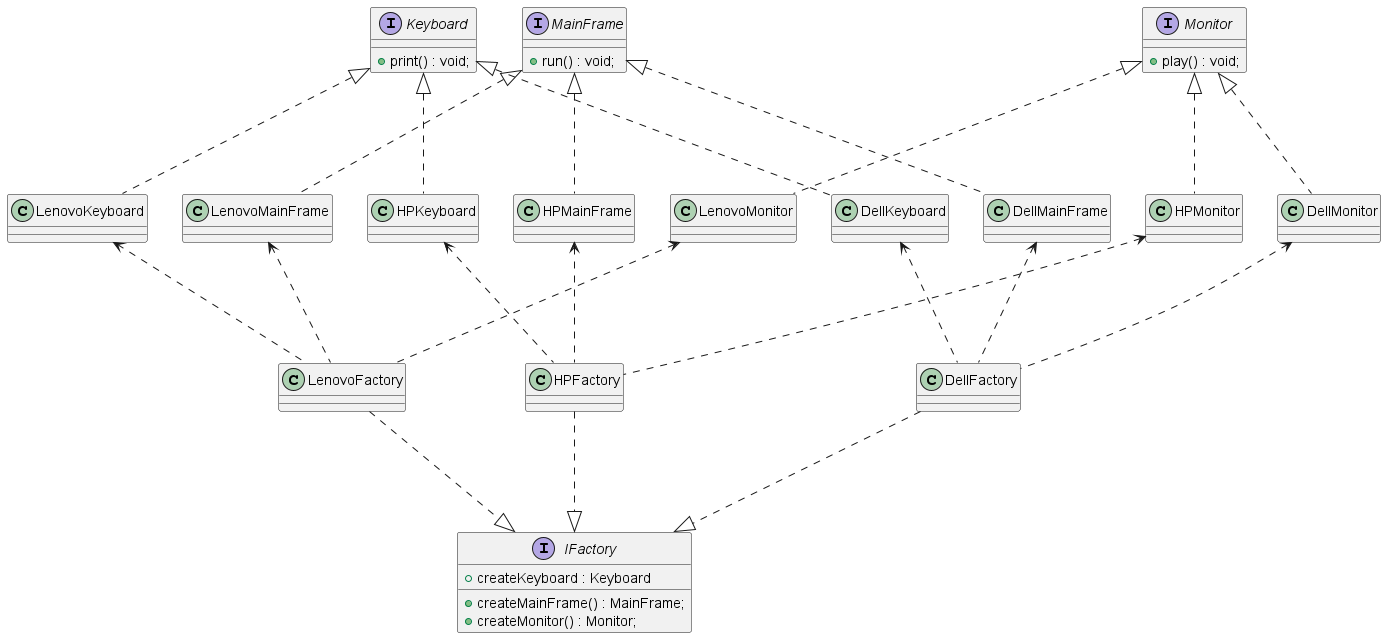 I Keyboard
print() : void;
I MainFrame
run() : void;
I Monitor
play() : void;
C LenovoKeyboard
C LenovoMainFrame
C HPKeyboard
C HPMainFrame
C LenovoMonitor
C DellKeyboard
C DellMainFrame
C HPMonitor
C DellMonitor
C LenovoFactory
C HPFactory
C DellFactory
I IFactory
createKeyboard : Keyboard
createMainFrame() : MainFrame;
createMonitor() : Monitor;